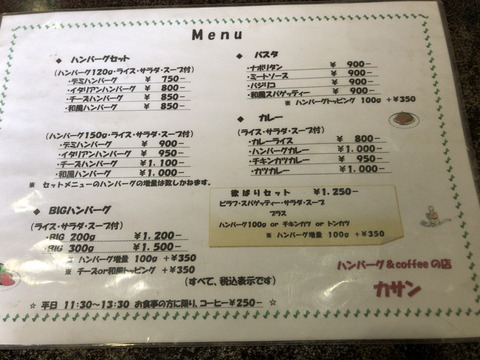 Menu
◆ ハンバーグセット
(ハンバーグ120g・ライス・サラダ・スープ付)
・デミハンバーグ ¥ 750−
・イタリアンハンバーグ ¥ 800−
・チーズハンバーグ ¥ 850−
・和風ハンバーグ ¥ 850−
(ハンバーグ150g・ライス・サラダ・スープ付)
・デミハンバーグ ¥ 900−
・イタリアンハンバーグ ¥ 950−
・チーズハンバーグ ¥ 1.100−
・和風ハンバーグ ¥ 1.000−
※ セットメニューのハンバーグの増量は致しかねます。
◆ BIGハンバーグ
(ライス・サラダ・スープ付)
・BIG 200g ¥ 1.200−
・BIG 300g ¥ 1.500−
※ ハンバーグ増量 100g +¥350
※ チーズor和風トッピング +¥350
◆ パスタ
・ナポリタン ¥ 900−
・ミートソース ¥ 900−
・バジリコ ¥ 900−
・和風スパゲッティー ¥ 900−
※ ハンバーグトッピング 100g +¥350
◆ カレー
(ライス・サラダ・スープ付)
・カレーライス ¥ 800−
・ハンバーグカレー ¥ 1.000−
・チキンカツカレー ¥ 950−
・カツカレー ¥ 1.000−
欲ばりセット ¥1.250−
ピラフ・スパゲッティー・サラダ・スープ
プラス
ハンバーグ100g or チキンカツ or トンカツ
※ ハンバーグ増量 100g +¥350
(すべて、税込表示です)
ハンバーグ&coffeeの店
カサン
☆ 平日 11:30〜13:30 お食事の方に限り、コーヒー¥250− ☆